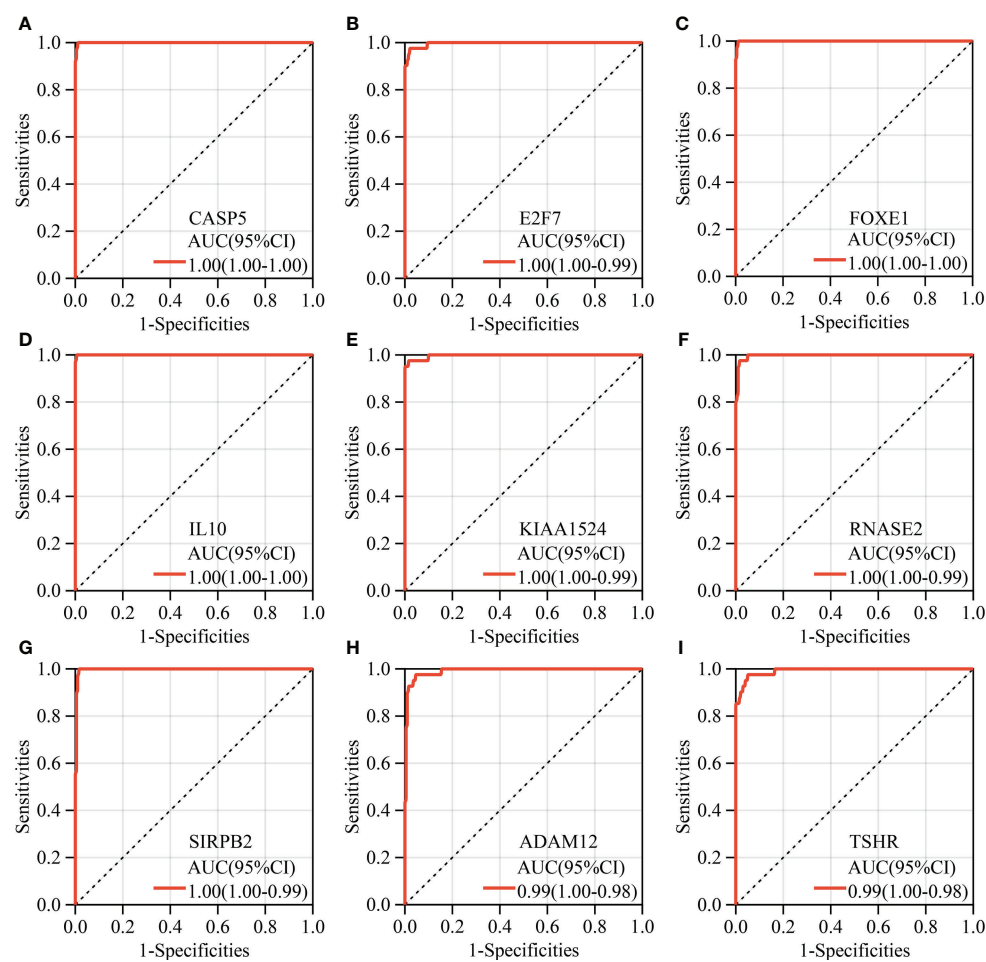 A
1.0
0.8
0.6
0.4
0.2
0.0
Sensitivities
CASP5
AUC(95%CI)
1.00(1.00-1.00)
0.0 0.2 0.4 0.6 0.8 1.0
1-Specificities
B
1.0
0.8
0.6
0.4
0.2
0.0
Sensitivities
E2F7
AUC(95%CI)
1.00(1.00-0.99)
0.0 0.2 0.4 0.6 0.8 1.0
1-Specificities
C
1.0
0.8
0.6
0.4
0.2
0.0
Sensitivities
FOXE1
AUC(95%CI)
1.00(1.00-1.00)
0.0 0.2 0.4 0.6 0.8 1.0
1-Specificities
D
1.0
0.8
0.6
0.4
0.2
0.0
Sensitivities
IL10
AUC(95%CI)
1.00(1.00-1.00)
0.0 0.2 0.4 0.6 0.8 1.0
1-Specificities
E
1.0
0.8
0.6
0.4
0.2
0.0
Sensitivities
KIAA1524
AUC(95%CI)
1.00(1.00-0.99)
0.0 0.2 0.4 0.6 0.8 1.0
1-Specificities
F
1.0
0.8
0.6
0.4
0.2
0.0
Sensitivities
RNASE2
AUC(95%CI)
1.00(1.00-0.99)
0.0 0.2 0.4 0.6 0.8 1.0
1-Specificities
G
1.0
0.8
0.6
0.4
0.2
0.0
Sensitivities
SIRPB2
AUC(95%CI)
1.00(1.00-0.99)
0.0 0.2 0.4 0.6 0.8 1.0
1-Specificities
H
1.0
0.8
0.6
0.4
0.2
0.0
Sensitivities
ADAM12
AUC(95%CI)
0.99(1.00-0.98)
0.0 0.2 0.4 0.6 0.8 1.0
1-Specificities
I
1.0
0.8
0.6
0.4
0.2
0.0
Sensitivities
TSHR
AUC(95%CI)
0.99(1.00-0.98)
0.0 0.2 0.4 0.6 0.8 1.0
1-Specificities